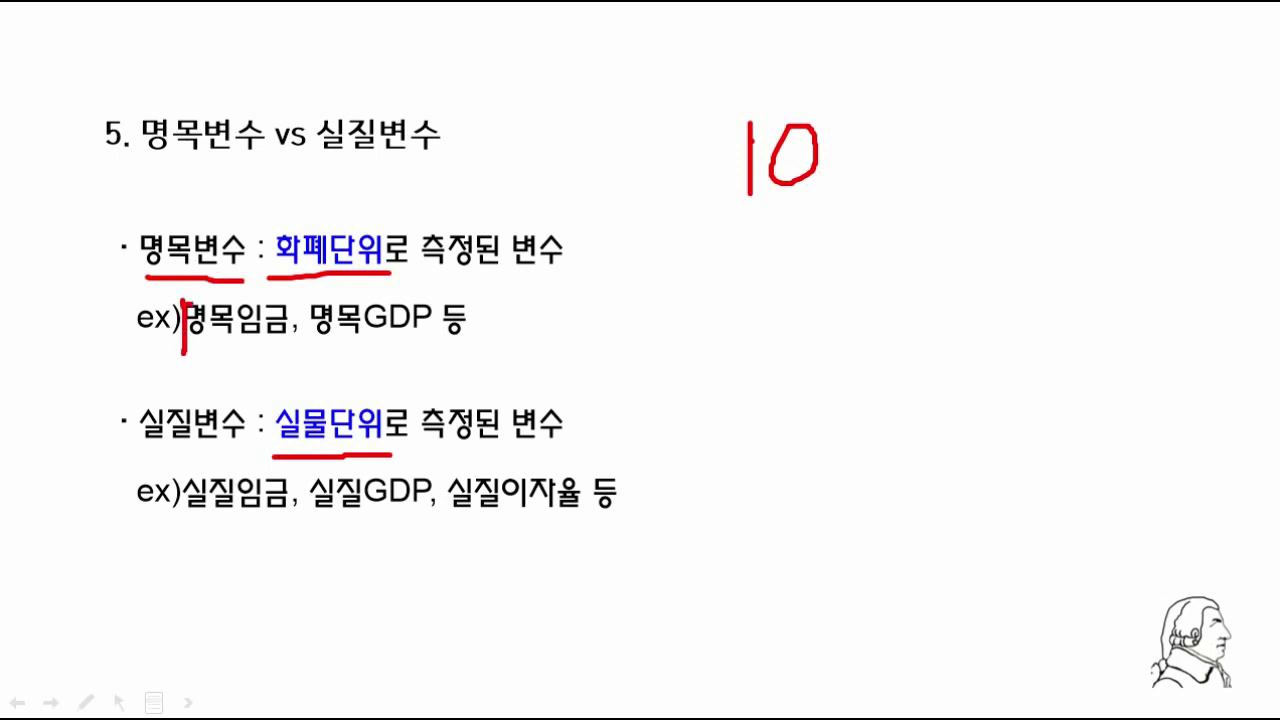 5. 명목변수 vs 실질변수
10
· 명목변수 : 화폐단위로 측정된 변수
ex)명목임금, 명목GDP 등
· 실질변수 : 실물단위로 측정된 변수
ex)실질임금, 실질GDP, 실질이자율 등